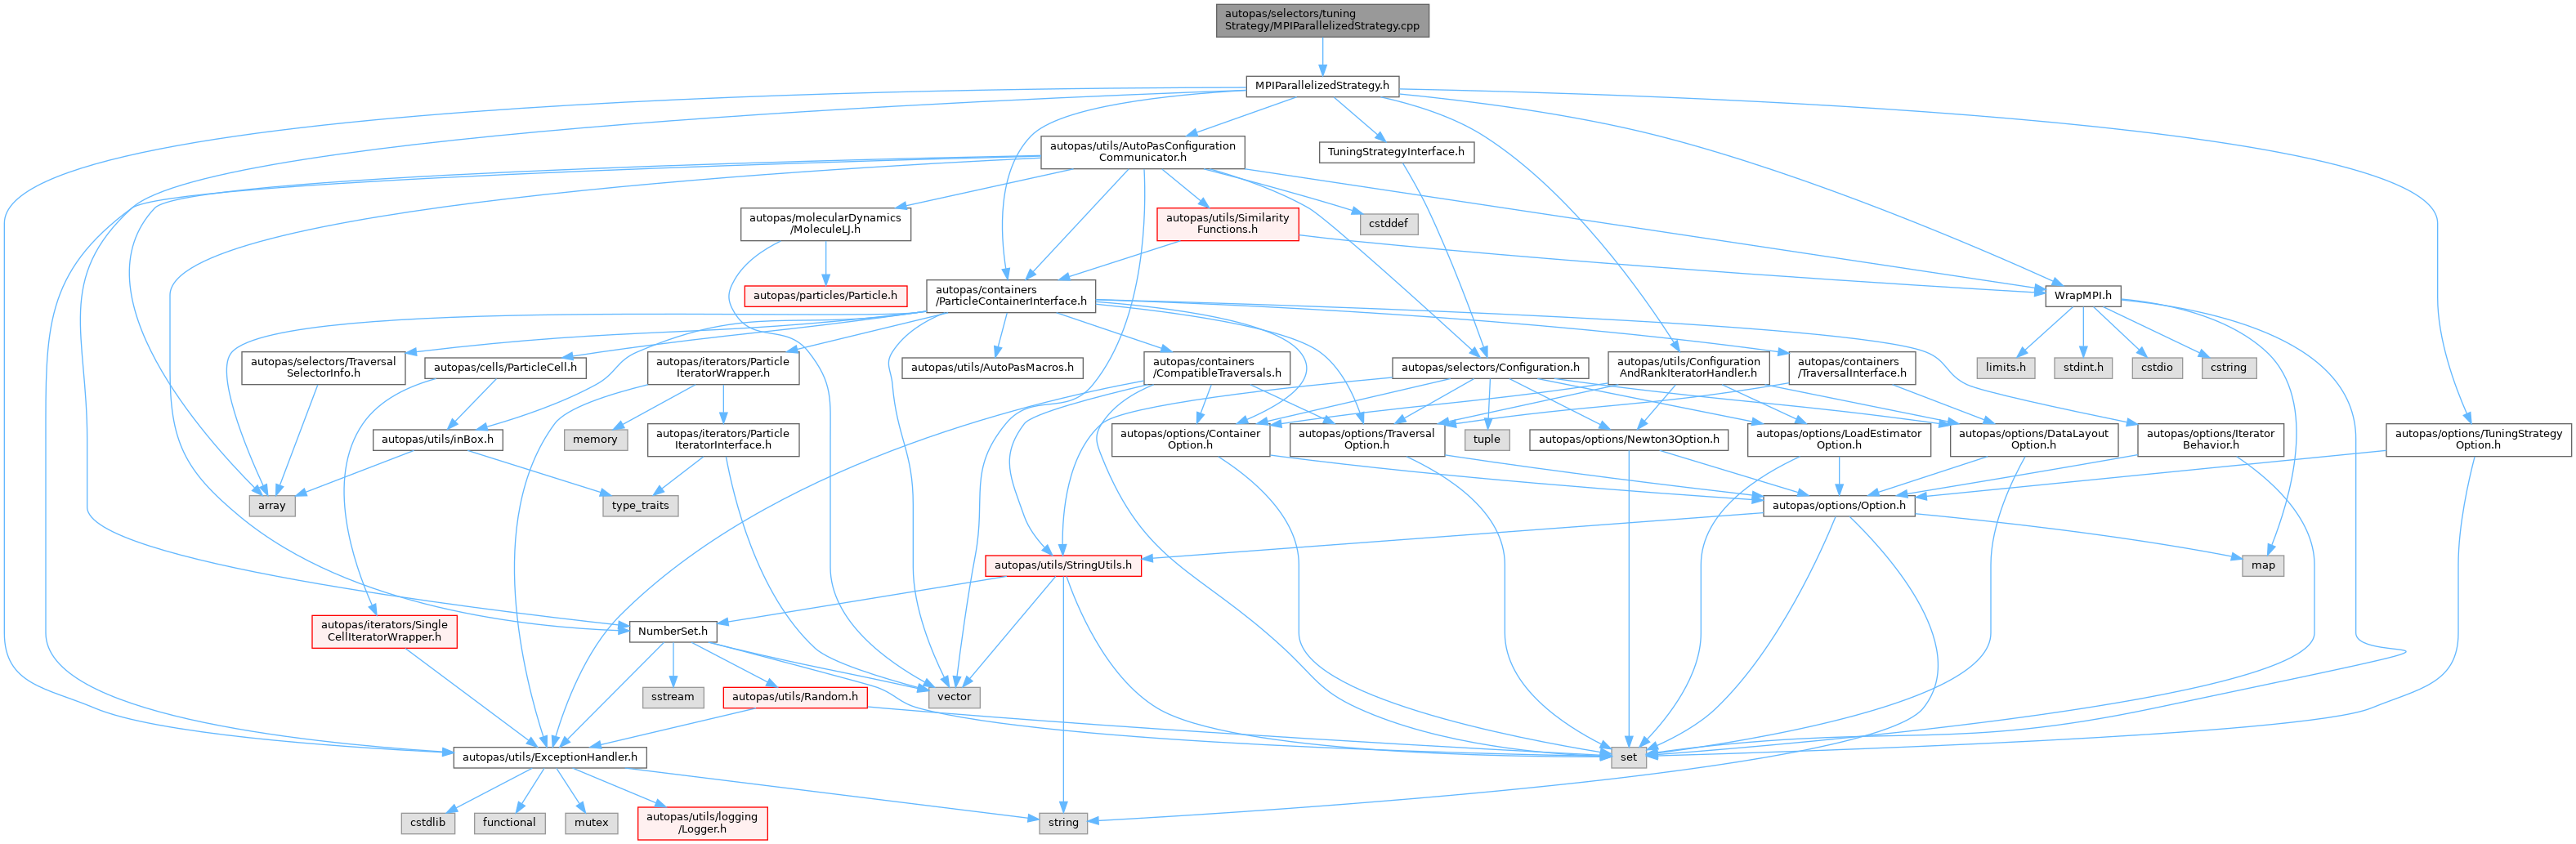 autopas/selectors/tuning
Strategy/MPIParallelizedStrategy.cpp
MPIParallelizedStrategy.h
autopas/utils/AutoPasConfiguration
Communicator.h
TuningStrategyInterface.h
autopas/molecularDynamics
/MoleculeLJ.h
autopas/utils/Similarity
Functions.h
cstddef
autopas/particles/Particle.h
autopas/containers
/ParticleContainerInterface.h
WrapMPI.h
autopas/selectors/Traversal
SelectorInfo.h
autopas/cells/ParticleCell.h
autopas/iterators/Particle
IteratorWrapper.h
autopas/utils/AutoPasMacros.h
autopas/containers
/CompatibleTraversals.h
autopas/selectors/Configuration.h
autopas/utils/Configuration
AndRankIteratorHandler.h
autopas/containers
/TraversalInterface.h
limits.h
stdint.h
cstdio
cstring
autopas/utils/inBox.h
memory
autopas/iterators/Particle
IteratorInterface.h
autopas/options/Container
Option.h
autopas/options/Traversal
Option.h
tuple
autopas/options/Newton3Option.h
autopas/options/LoadEstimator
Option.h
autopas/options/DataLayout
Option.h
autopas/options/Iterator
Behavior.h
autopas/options/TuningStrategy
Option.h
array
type_traits
autopas/options/Option.h
autopas/utils/StringUtils.h
map
autopas/iterators/Single
CellIteratorWrapper.h
NumberSet.h
sstream
autopas/utils/Random.h
vector
autopas/utils/ExceptionHandler.h
set
cstdlib
functional
mutex
autopas/utils/logging
/Logger.h
string